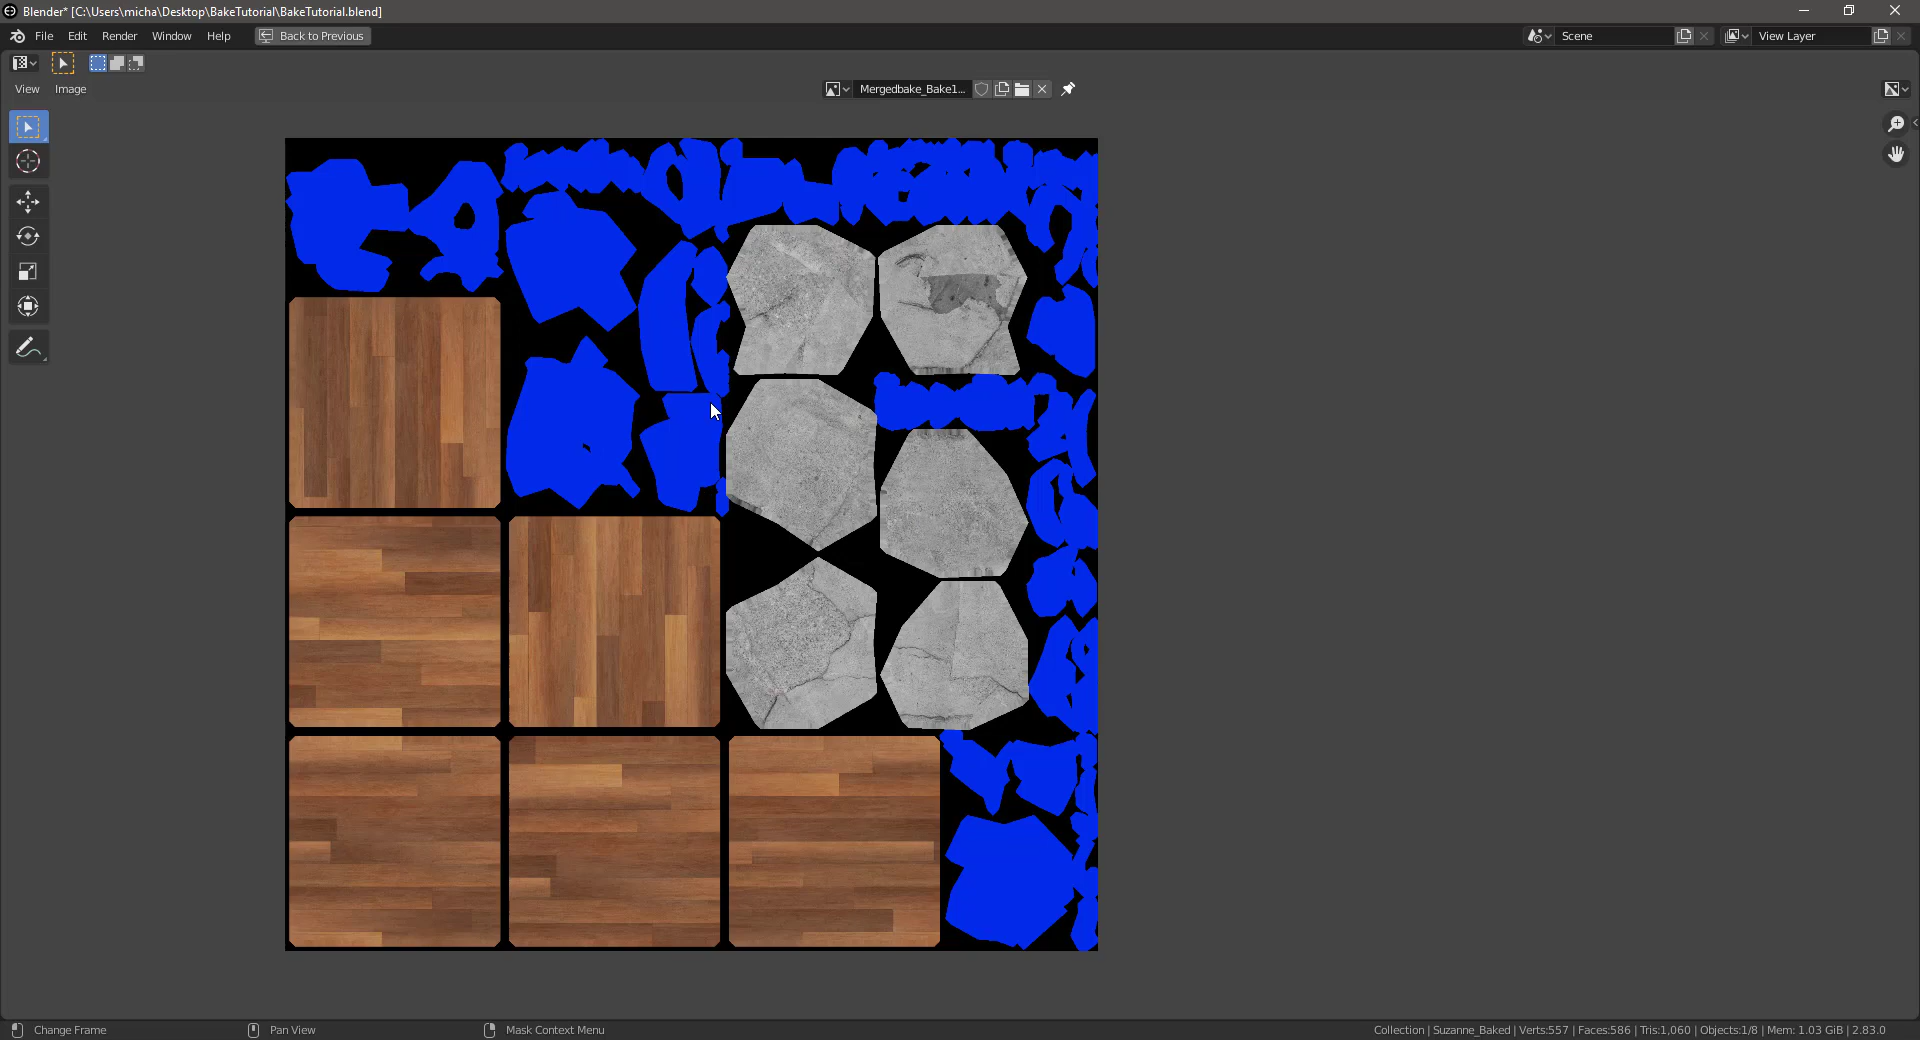 Blender* [C:\Users\micha\Desktop\BakeTutorial\BakeTutorial.blend]
File Edit Render Window Help Back to Previous Scene View Layer
View Image Mergedbake_Bake1...
Change Frame Pan View Mask Context Menu Collection | Suzanne_Baked | Verts:557 | Faces:586 | Tris:1,060 | Objects:1/8 | Mem: 1.03 GiB | 2.83.0